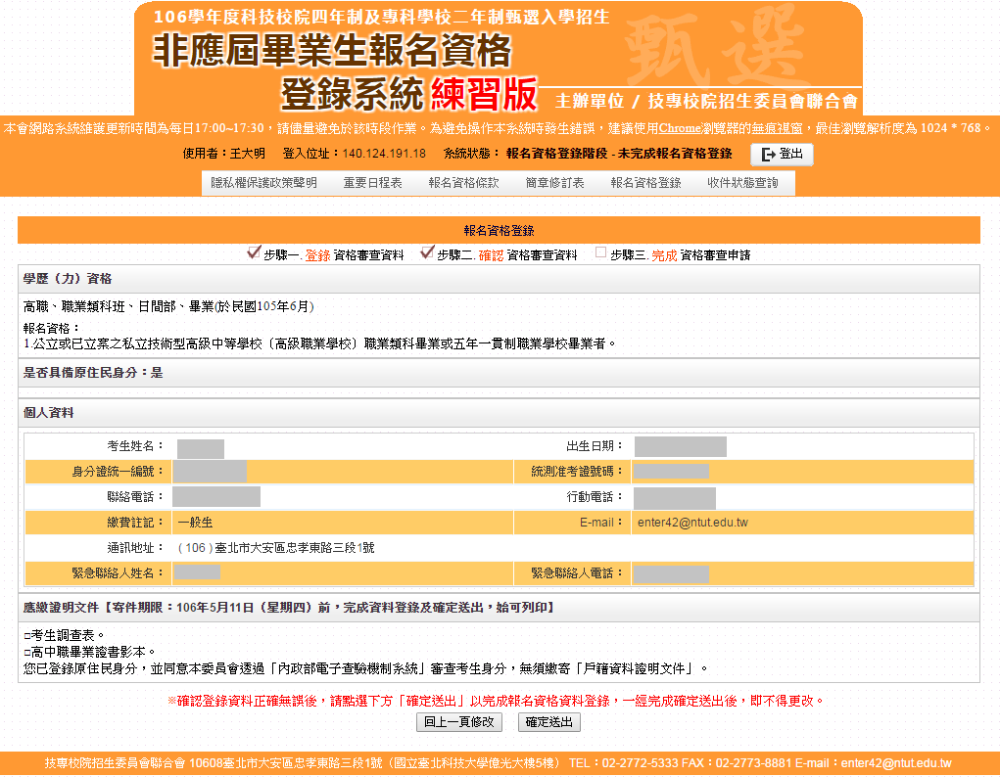 106學年度科技校院四年制及專科學校二年制甄選入學招生
甄選
非應屆畢業生報名資格
登錄系統 練習版
主辦單位 / 技專校院招生委員會聯合會
本會網路系統維護更新時間為每日17:00~17:30，請儘量避免於該時段作業。為避免操作本系統時發生錯誤，建議使用Chrome瀏覽器的無痕視窗，最佳瀏覽解析度為 1024 * 768。
使用者：王大明 登入位址：140.124.191.18 系統狀態： 報名資格登錄階段 - 未完成報名資格登錄 登出
隱私權保護政策聲明 重要日程表 報名資格條款 簡章修訂表 報名資格登錄 收件狀態查詢
報名資格登錄
步驟一. 登錄 資格審查資料 步驟二. 確認 資格審查資料 步驟三. 完成 資格審查申請
學歷（力）資格
高職、職業類科班、日間部、畢業(於民國105年6月)
報名資格：
1.公立或已立案之私立技術型高級中等學校〔高級職業學校〕職業類科畢業或五年一貫制職業學校畢業者。
是否具備原住民身分：是
個人資料
考生姓名： 出生日期：
身分證統一編號： 統測准考證號碼：
聯絡電話： 行動電話：
繳費註記： 一般生 E-mail： enter42@ntut.edu.tw
通訊地址： ( 106 ) 臺北市大安區忠孝東路三段1號
緊急聯絡人姓名： 緊急聯絡人電話：
應繳證明文件【寄件期限：106年5月11日（星期四）前，完成資料登錄及確定送出，始可列印】
□考生調查表。
□高中職畢業證書影本。
您已登錄原住民身分，並同意本委員會透過「內政部電子查驗機制系統」審查考生身分，無須繳寄「戶籍資料證明文件」。
※確認登錄資料正確無誤後，請點選下方「確定送出」以完成報名資格資料登錄，一經完成確定送出後，即不得更改。
回上一頁修改 確定送出
技專校院招生委員會聯合會 10608臺北市大安區忠孝東路三段1號（國立臺北科技大學億光大樓5樓） TEL：02-2772-5333 FAX：02-2773-8881 E-mail：enter42@ntut.edu.tw